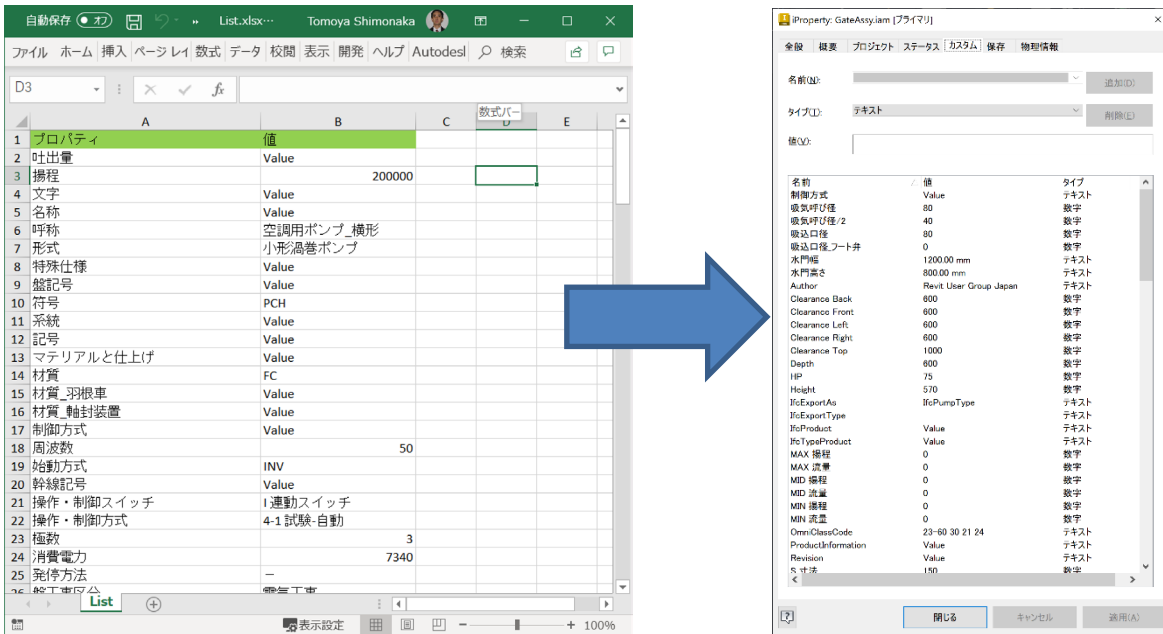 自動保存 オフ List.xlsx… Tomoya Shimonaka
ファイル ホーム 挿入 ページ レイ 数式 データ 校閲 表示 開発 ヘルプ Autodesl 検索
D3 fx
数式バー
A B C D E
1 プロパティ 値
2 吐出量 Value
3 揚程 200000
4 文字 Value
5 名称 Value
6 呼称 空調用ポンプ_横形
7 形式 小形渦巻ポンプ
8 特殊仕様 Value
9 盤記号 Value
10 符号 PCH
11 系統 Value
12 記号 Value
13 マテリアルと仕上げ Value
14 材質 FC
15 材質_羽根車 Value
16 材質_軸封装置 Value
17 制御方式 Value
18 周波数 50
19 始動方式 INV
20 幹線記号 Value
21 操作・制御スイッチ I 連動スイッチ
22 操作・制御方式 4-1 試験-自動
23 極数 3
24 消費電力 7340
25 発停方法 －
26 盤工事区分 電気工事
List
表示設定 100%
iProperty: GateAssy.iam [プライマリ]
全般 概要 プロジェクト ステータス カスタム 保存 物理情報
名前(N): 追加(D)
タイプ(T): テキスト 削除(E)
値(V):
名前 値 タイプ
制御方式 Value テキスト
吸気呼び径 80 数字
吸気呼び径/2 40 数字
吸込口径 80 数字
吸込口径_フート弁 0 数字
水門幅 1200.00 mm テキスト
水門高さ 800.00 mm テキスト
Author Revit User Group Japan テキスト
Clearance Back 600 数字
Clearance Front 600 数字
Clearance Left 600 数字
Clearance Right 600 数字
Clearance Top 1000 数字
Depth 600 数字
HP 75 数字
Height 570 数字
IfcExportAs IfcPumpType テキスト
IfcExportType テキスト
IfcProduct Value テキスト
IfcTypeProduct Value テキスト
MAX 揚程 0 数字
MAX 流量 0 数字
MID 揚程 0 数字
MID 流量 0 数字
MIN 揚程 0 数字
MIN 流量 0 数字
OmniClassCode 23-60 30 21 24 テキスト
ProductInformation Value テキスト
Revision Value テキスト
S 寸法 150 数字
閉じる キャンセル 適用(A)